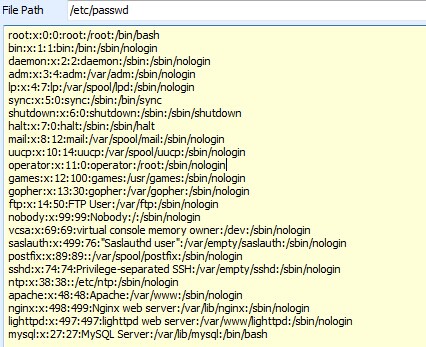 File Path /etc/passwd
root:x:0:0:root:/root:/bin/bash
bin:x:1:1:bin:/bin:/sbin/nologin
daemon:x:2:2:daemon:/sbin:/sbin/nologin
adm:x:3:4:adm:/var/adm:/sbin/nologin
lp:x:4:7:lp:/var/spool/lpd:/sbin/nologin
sync:x:5:0:sync:/sbin:/bin/sync
shutdown:x:6:0:shutdown:/sbin:/sbin/shutdown
halt:x:7:0:halt:/sbin:/sbin/halt
mail:x:8:12:mail:/var/spool/mail:/sbin/nologin
uucp:x:10:14:uucp:/var/spool/uucp:/sbin/nologin
operator:x:11:0:operator:/root:/sbin/nologin
games:x:12:100:games:/usr/games:/sbin/nologin
gopher:x:13:30:gopher:/var/gopher:/sbin/nologin
ftp:x:14:50:FTP User:/var/ftp:/sbin/nologin
nobody:x:99:99:Nobody:/:/sbin/nologin
vcsa:x:69:69:virtual console memory owner:/dev:/sbin/nologin
saslauth:x:499:76:"Saslauthd user":/var/empty/saslauth:/sbin/nologin
postfix:x:89:89::/var/spool/postfix:/sbin/nologin
sshd:x:74:74:Privilege-separated SSH:/var/empty/sshd:/sbin/nologin
ntp:x:38:38::/etc/ntp:/sbin/nologin
apache:x:48:48:Apache:/var/www:/sbin/nologin
nginx:x:498:499:Nginx web server:/var/lib/nginx:/sbin/nologin
lighttpd:x:497:497:lighttpd web server:/var/www/lighttpd:/sbin/nologin
mysql:x:27:27:MySQL Server:/var/lib/mysql:/bin/bash